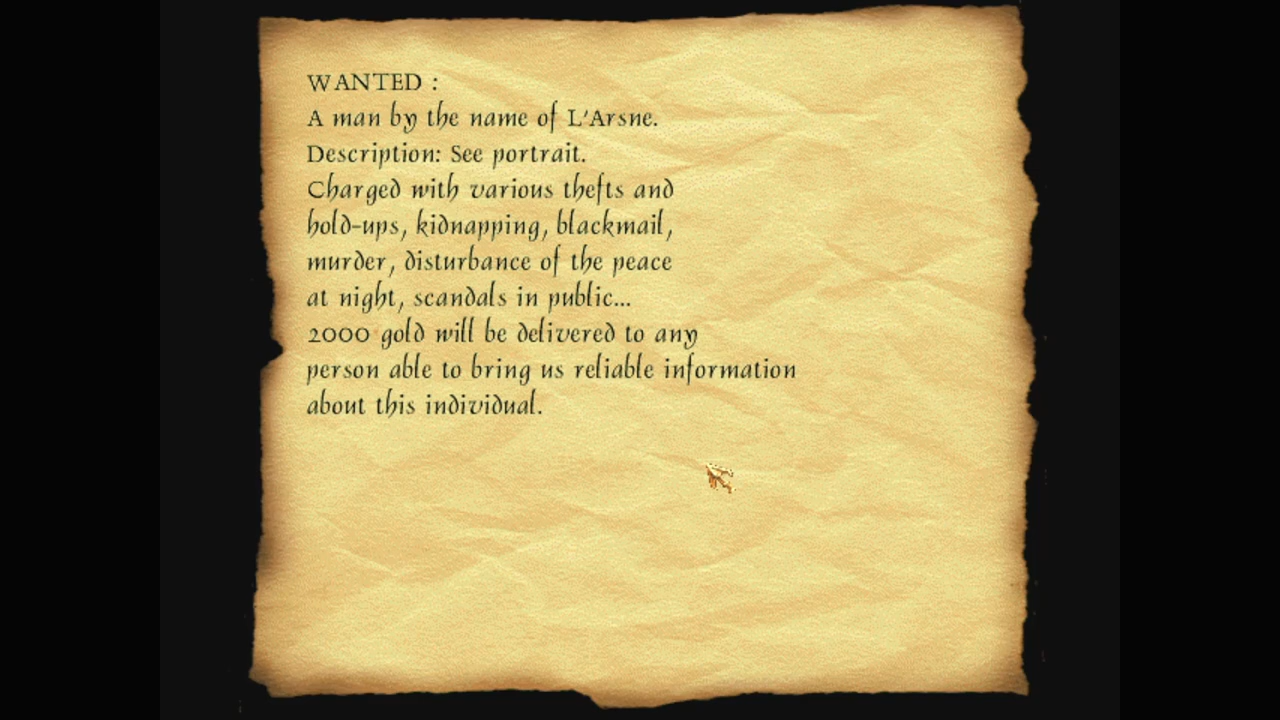 WANTED :
A man by the name of L'Arsne.
Description: See portrait.
Charged with various thefts and
hold-ups, kidnapping, blackmail,
murder, disturbance of the peace
at night, scandals in public...
2000 gold will be delivered to any
person able to bring us reliable information
about this individual.